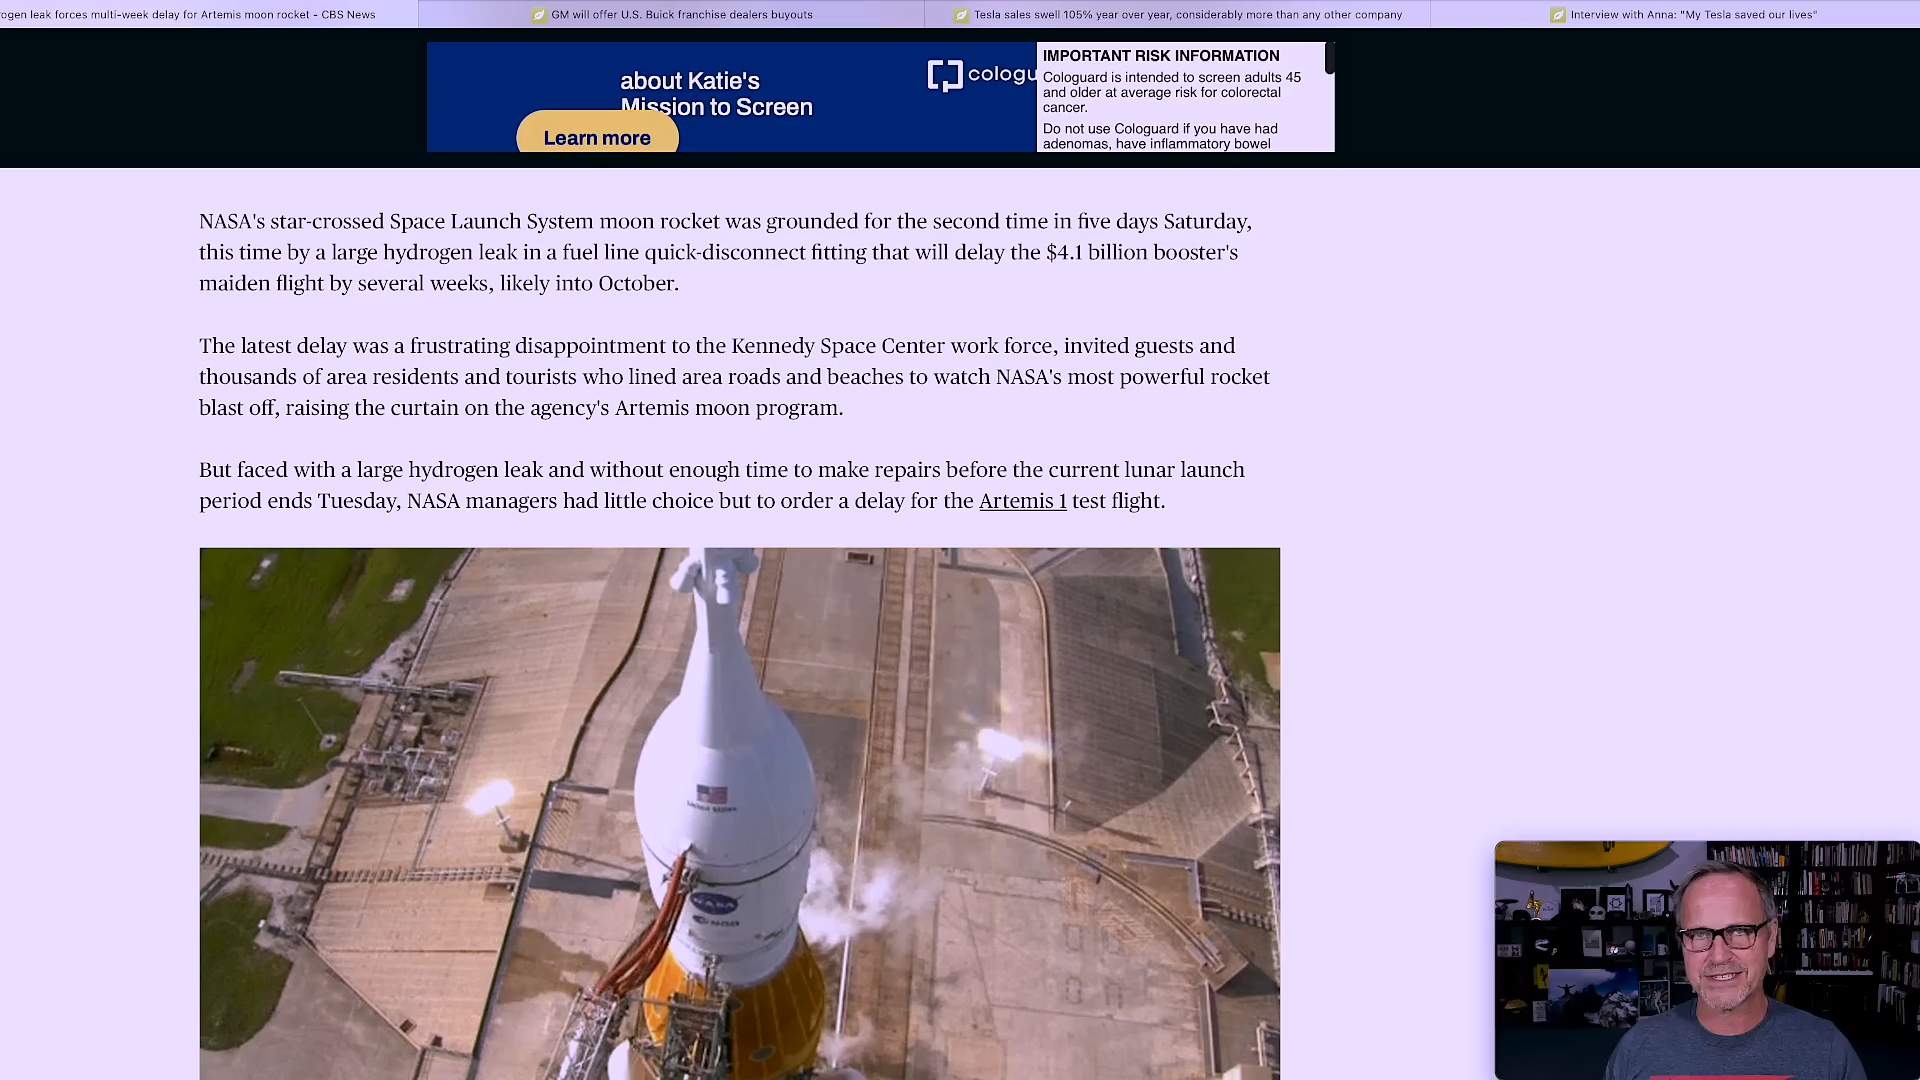 ogen leak forces multi-week delay for Artemis moon rocket - CBS News
GM will offer U.S. Buick franchise dealers buyouts
Tesla sales swell 105% year over year, considerably more than any other company
Interview with Anna: "My Tesla saved our lives"
about Katie's
Mission to Screen
Learn more
cologu
IMPORTANT RISK INFORMATION
Cologuard is intended to screen adults 45
and older at average risk for colorectal
cancer.
Do not use Cologuard if you have had
adenomas, have inflammatory bowel
NASA's star-crossed Space Launch System moon rocket was grounded for the second time in five days Saturday,
this time by a large hydrogen leak in a fuel line quick-disconnect fitting that will delay the $4.1 billion booster's
maiden flight by several weeks, likely into October.
The latest delay was a frustrating disappointment to the Kennedy Space Center work force, invited guests and
thousands of area residents and tourists who lined area roads and beaches to watch NASA's most powerful rocket
blast off, raising the curtain on the agency's Artemis moon program.
But faced with a large hydrogen leak and without enough time to make repairs before the current lunar launch
period ends Tuesday, NASA managers had little choice but to order a delay for the Artemis 1 test flight.
United States
NASA